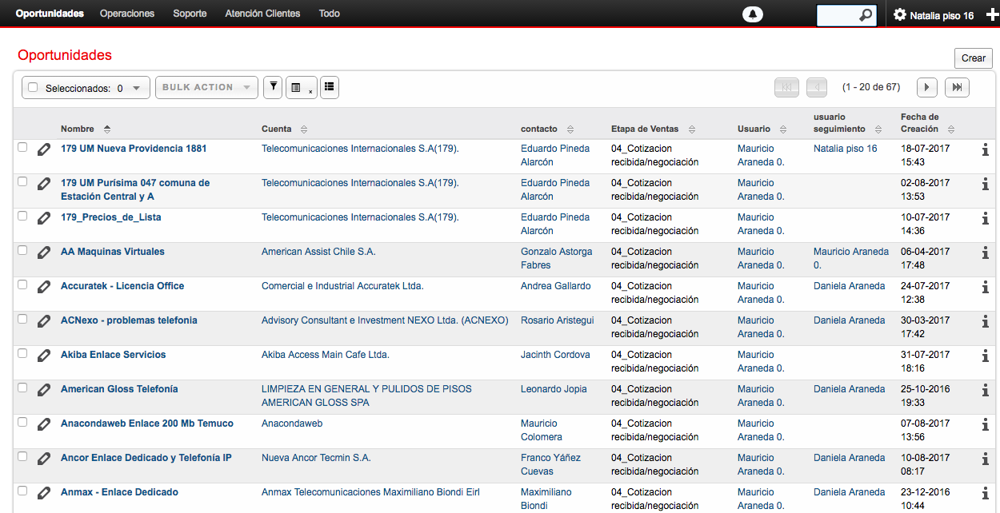 Oportunidades Operaciones Soporte Atención Clientes Todo Natalia piso 16
Oportunidades
Crear
Seleccionados: 0 BULK ACTION (1 - 20 de 67)
Nombre Cuenta contacto Etapa de Ventas Usuario usuario seguimiento Fecha de Creación
179 UM Nueva Providencia 1881 Telecomunicaciones Internacionales S.A(179). Eduardo Pineda 04_Cotizacion Mauricio Natalia piso 16 18-07-2017
Alarcón recibida/negociación Araneda 0. 15:43
179 UM Purísima 047 comuna de Telecomunicaciones Internacionales S.A(179). Eduardo Pineda 04_Cotizacion Mauricio 02-08-2017
Estación Central y A Alarcón recibida/negociación Araneda 0. 13:53
179_Precios_de_Lista Telecomunicaciones Internacionales S.A(179). Eduardo Pineda 04_Cotizacion Mauricio 10-07-2017
Alarcón recibida/negociación Araneda 0. 14:36
AA Maquinas Virtuales American Assist Chile S.A. Gonzalo Astorga 04_Cotizacion Mauricio Mauricio Araneda 06-04-2017
Fabres recibida/negociación Araneda 0. 0. 17:48
Accuratek - Licencia Office Comercial e Industrial Accuratek Ltda. Andrea Gallardo 04_Cotizacion Mauricio Daniela Araneda 24-07-2017
recibida/negociación Araneda 0. 12:38
ACNexo - problemas telefonia Advisory Consultant e Investment NEXO Ltda. (ACNEXO) Rosario Aristegui 04_Cotizacion Mauricio Daniela Araneda 30-03-2017
recibida/negociación Araneda 0. 17:42
Akiba Enlace Servicios Akiba Access Main Cafe Ltda. Jacinth Cordova 04_Cotizacion Mauricio 31-07-2017
recibida/negociación Araneda 0. 18:16
American Gloss Telefonía LIMPIEZA EN GENERAL Y PULIDOS DE PISOS Leonardo Jopia 04_Cotizacion Mauricio Daniela Araneda 25-10-2016
AMERICAN GLOSS SPA recibida/negociación Araneda 0. 19:33
Anacondaweb Enlace 200 Mb Temuco Anacondaweb Mauricio 04_Cotizacion Mauricio 07-08-2017
Colomera recibida/negociación Araneda 0. 13:56
Ancor Enlace Dedicado y Telefonía IP Nueva Ancor Tecmin S.A. Franco Yáñez 04_Cotizacion Mauricio Daniela Araneda 10-08-2017
Cuevas recibida/negociación Araneda 0. 08:17
Anmax - Enlace Dedicado Anmax Telecomunicaciones Maximiliano Biondi Eirl Maximiliano 04_Cotizacion Mauricio Daniela Araneda 23-12-2016
Biondi recibida/negociación Araneda 0. 10:44